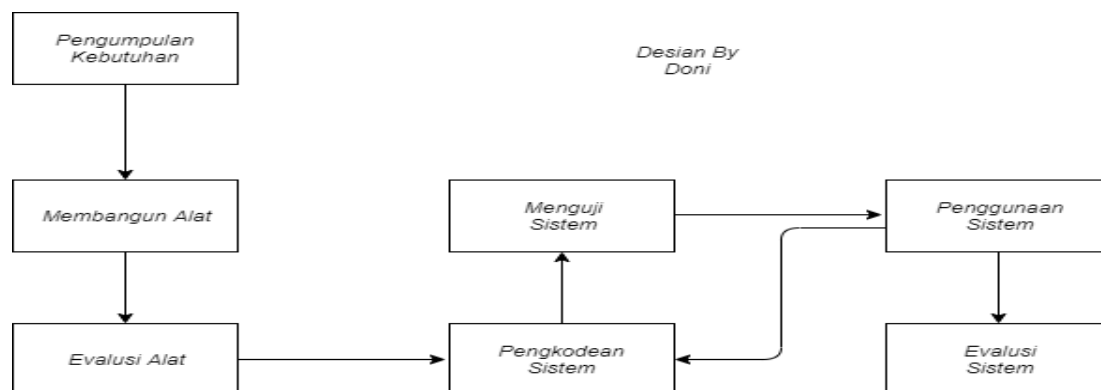 Pengumpulan
Kebutuhan
Desian By
Doni
Membangun Alat
Menguji
Sistem
Penggunaan
Sistem
Evalusi Alat
Pengkodean
Sistem
Evalusi
Sistem